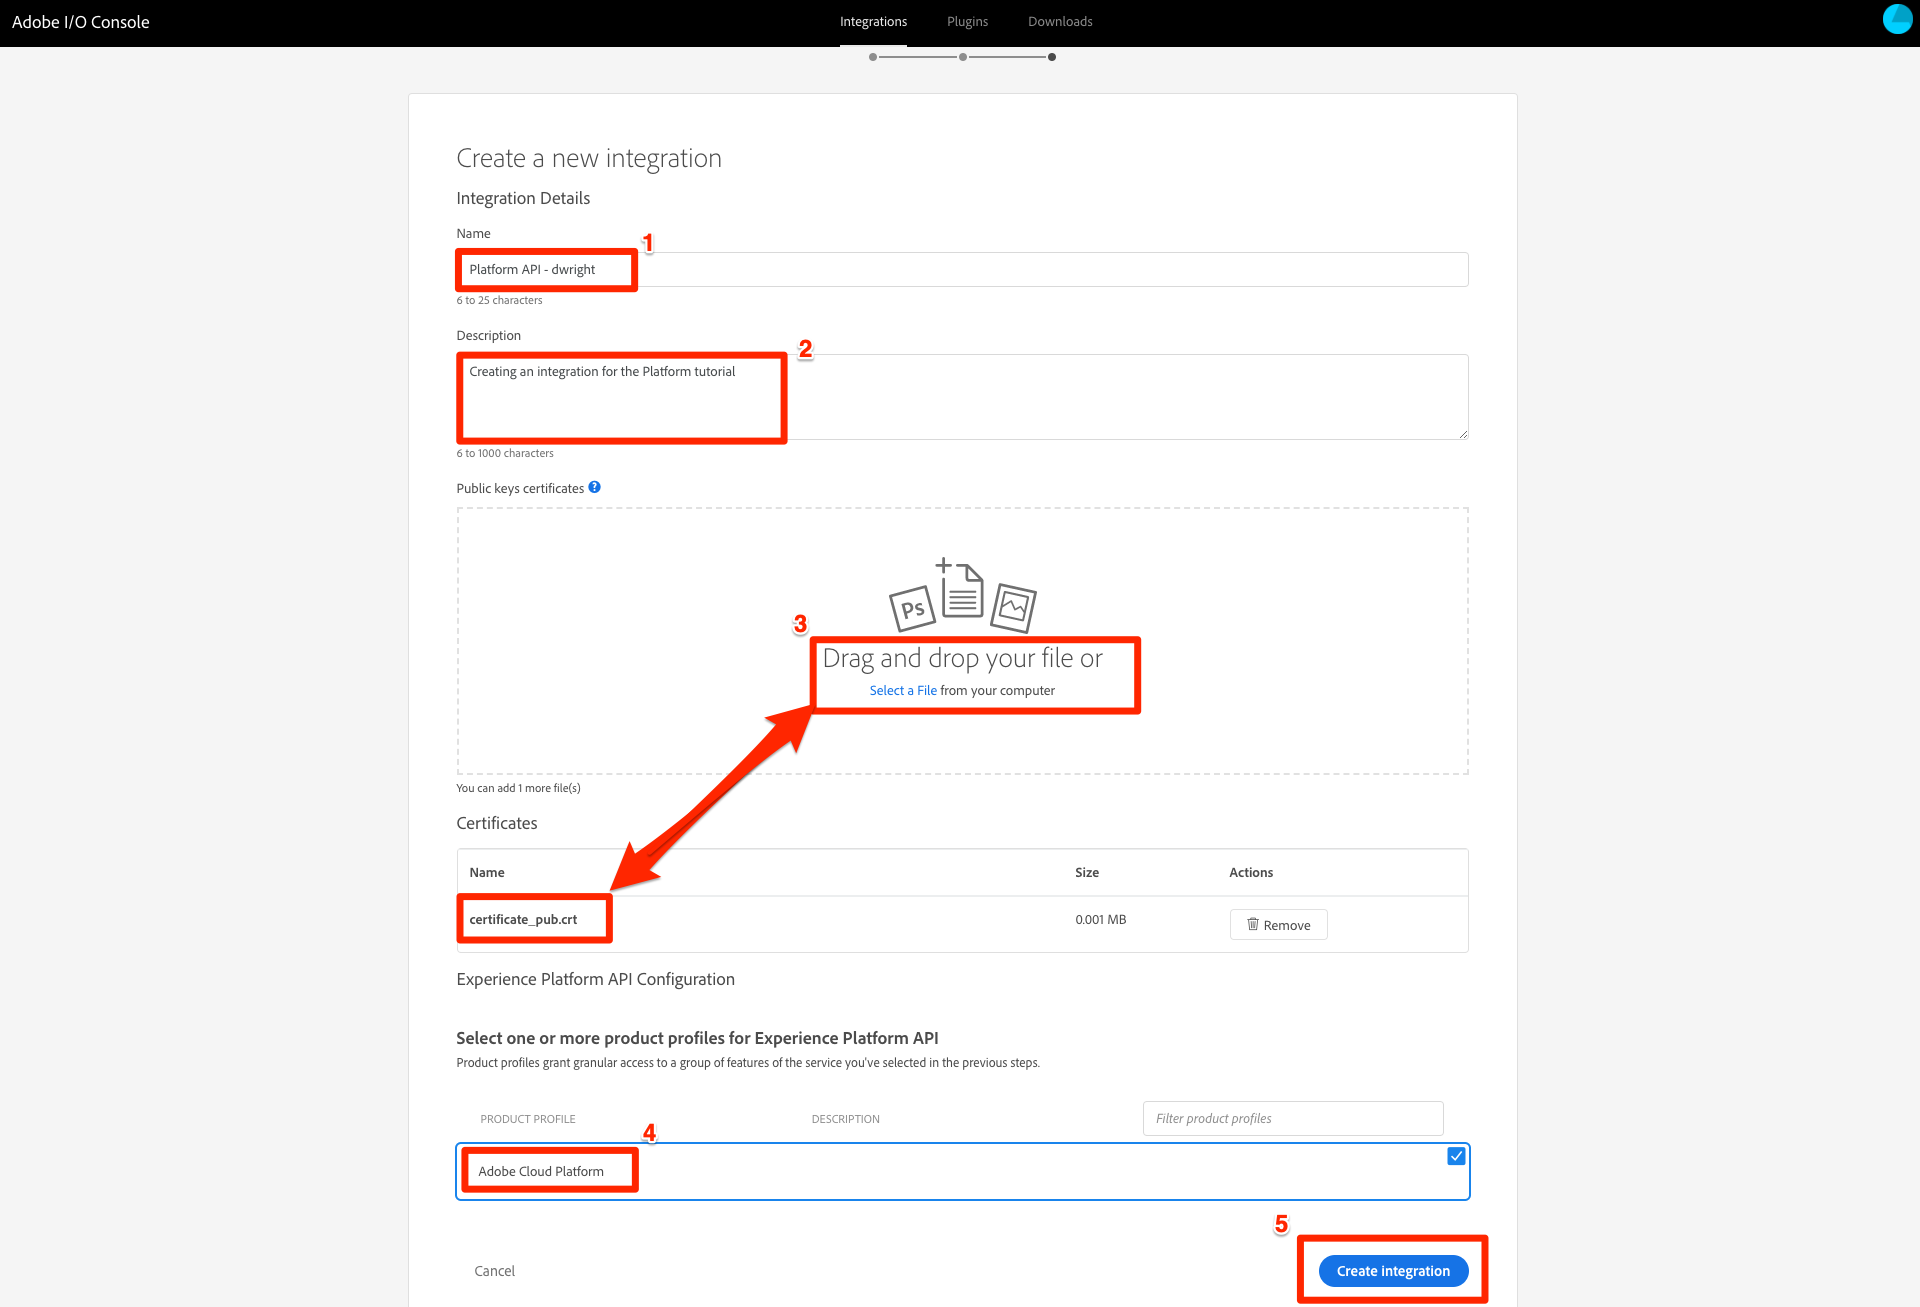 Adobe I/O Console
Integrations Plugins Downloads
Create a new integration
Integration Details
Name
1
Platform API - dwright
6 to 25 characters
Description
2
Creating an integration for the Platform tutorial
6 to 1000 characters
Public keys certificates ?
Ps
3
Drag and drop your file or
Select a File from your computer
You can add 1 more file(s)
Certificates
Name Size Actions
certificate_pub.crt 0.001 MB Remove
Experience Platform API Configuration
Select one or more product profiles for Experience Platform API
Product profiles grant granular access to a group of features of the service you've selected in the previous steps.
PRODUCT PROFILE DESCRIPTION Filter product profiles
4
Adobe Cloud Platform
5
Cancel Create integration